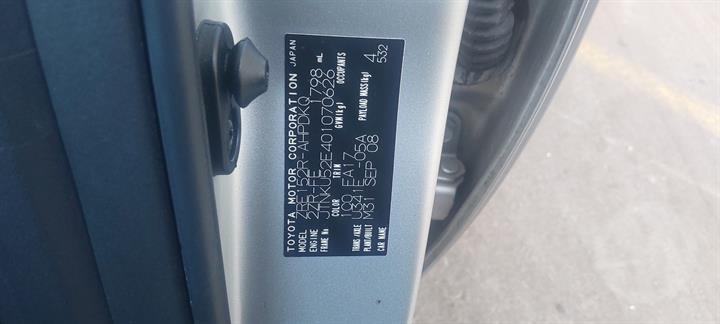 TOYOTA MOTOR CORPORATION JAPAN
MODEL ZRE152R-AHPDKQ
ENGINE 2ZR-FE 1798 mL
FRAME No JTNKU52E401070626
COLOR TRIM GVM(kg) OCCUPANTS
199 EA17 4
TRANS/AXLE U341E -05A PAYLOAD MASS(kg) 532
PLANT/BUILT M31 SEP 08
CAR NAME